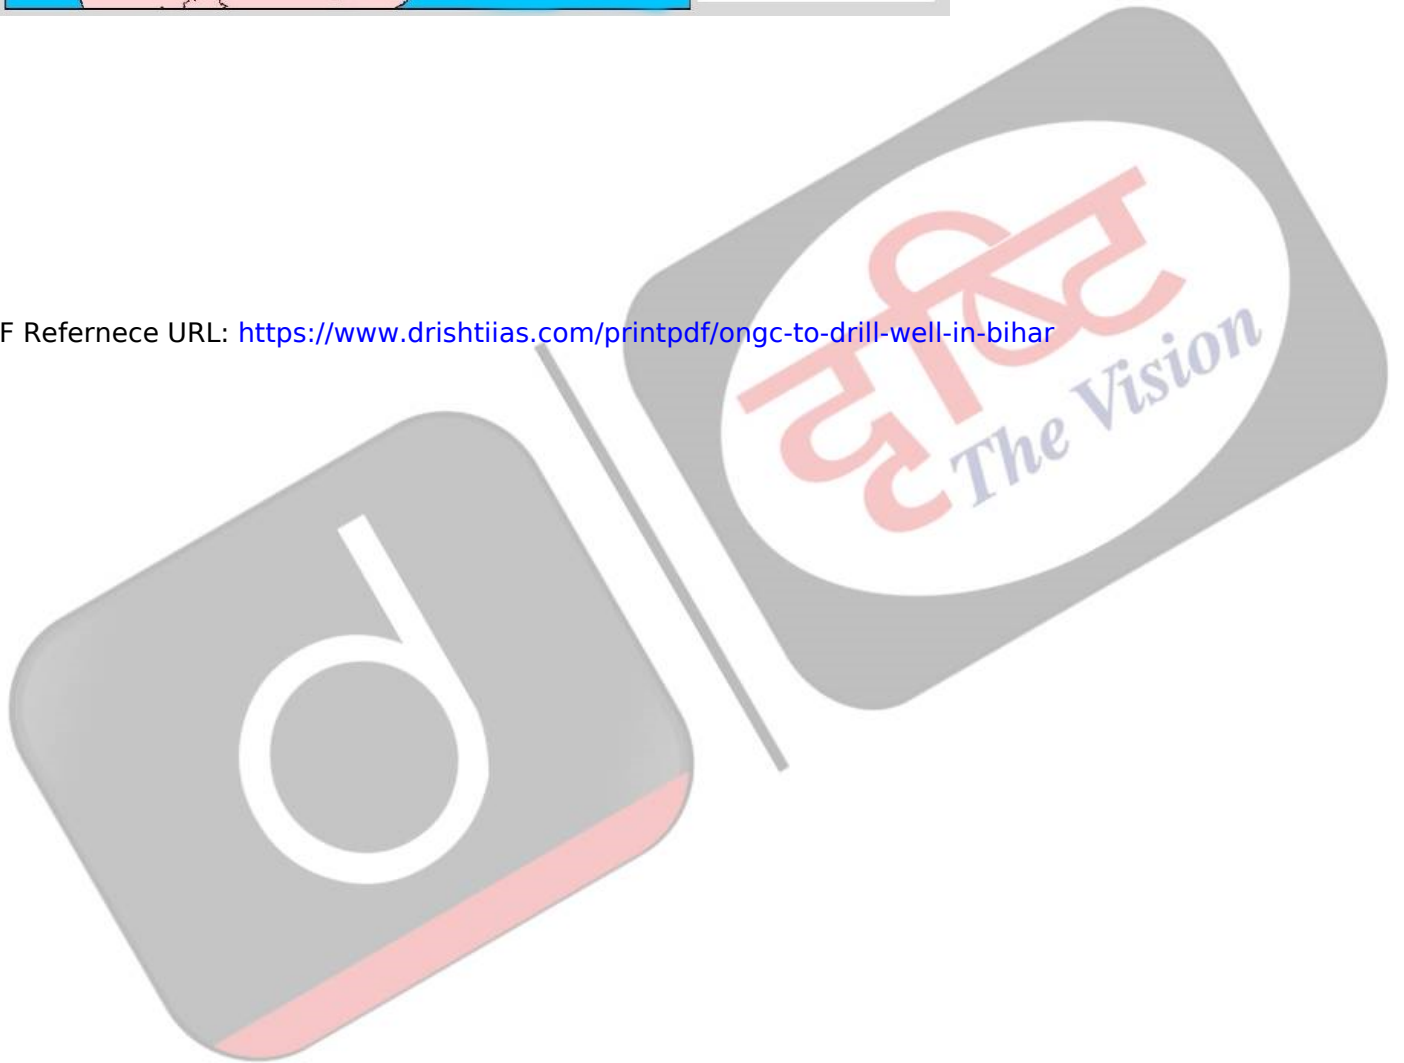 F Refernece URL: https://www.drishtiias.com/printpdf/ongc-to-drill-well-in-bihar
दृष्टि
The Vision
d